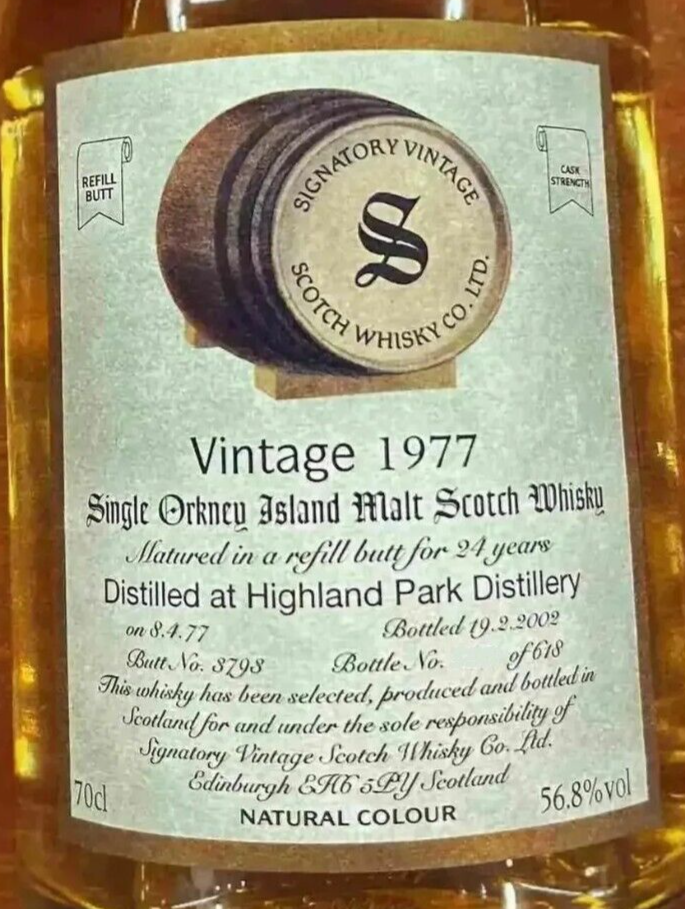 REFILL
BUTT
CASK
STRENGTH
SIGNATORY VINTAGE
S
SCOTCH WHISKY CO. LTD.
Vintage 1977
Single Orkney Island Malt Scotch Whisky
Matured in a refill butt for 24 years
Distilled at Highland Park Distillery
on 8.4.77 Bottled 19.2.2002
Butt No. 3798 Bottle No. of 618
This whisky has been selected, produced and bottled in
Scotland for and under the sole responsibility of
Signatory Vintage Scotch Whisky Co. Ltd.
Edinburgh EH6 5PY Scotland
70cl 56.8%vol
NATURAL COLOUR